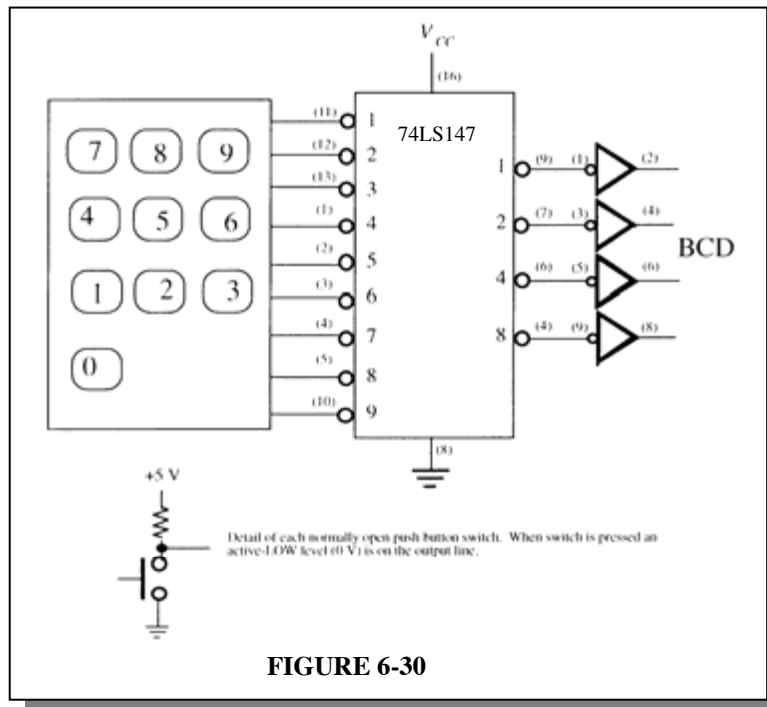 V CC
(16)
74LS147
7 8 9
4 5 6
1 2 3
0
(11) 1
(12) 2
(13) 3
(1) 4
(2) 5
(3) 6
(4) 7
(5) 8
(10) 9
1 (9) (1) (2)
2 (7) (3) (4)
BCD
4 (6) (5) (6)
8 (4) (9) (8)
(8)
+5 V
Detail of each normally open push button switch. When switch is pressed an
active-LOW level (0 V) is on the output line.
FIGURE 6-30